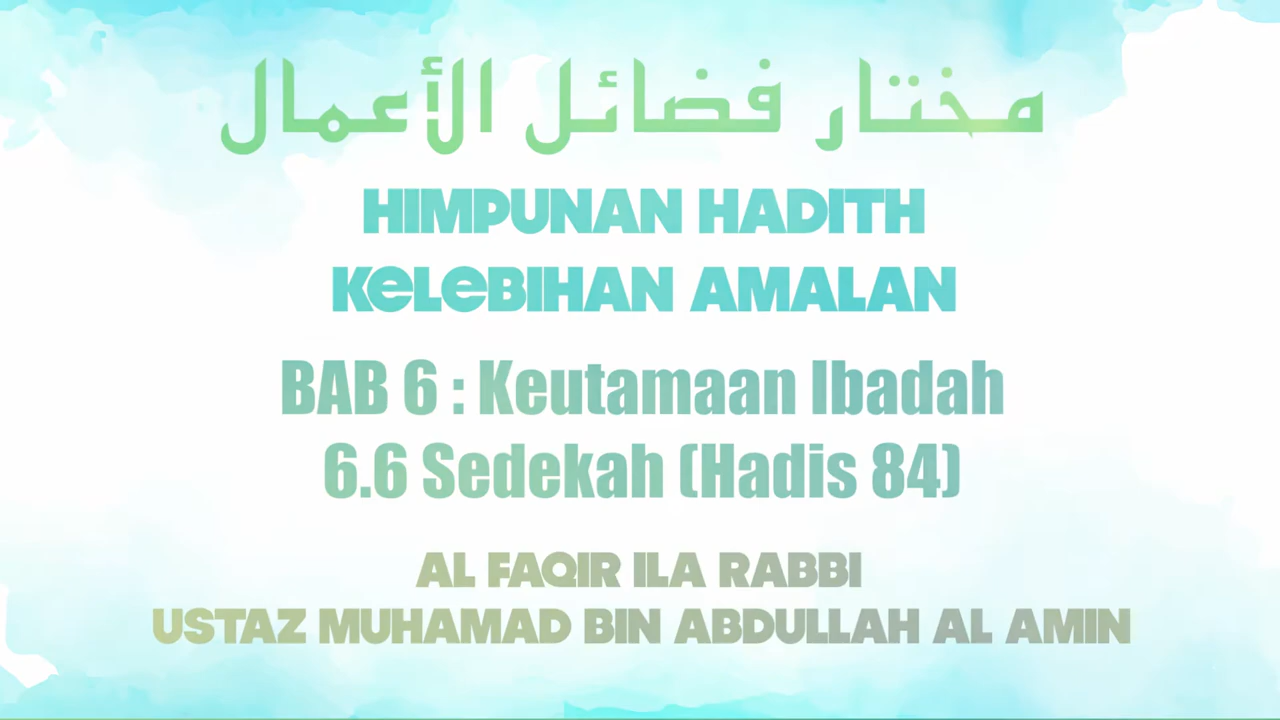 مختار فضائل الأعمال
HIMPUNAN HADITH
KeLeBIHAN AMALAN
BAB 6 : Keutamaan Ibadah
6.6 Sedekah (Hadis 84)
AL FAQIR ILA RABBI
USTAZ MUHAMAD BIN ABDULLAH AL AMIN